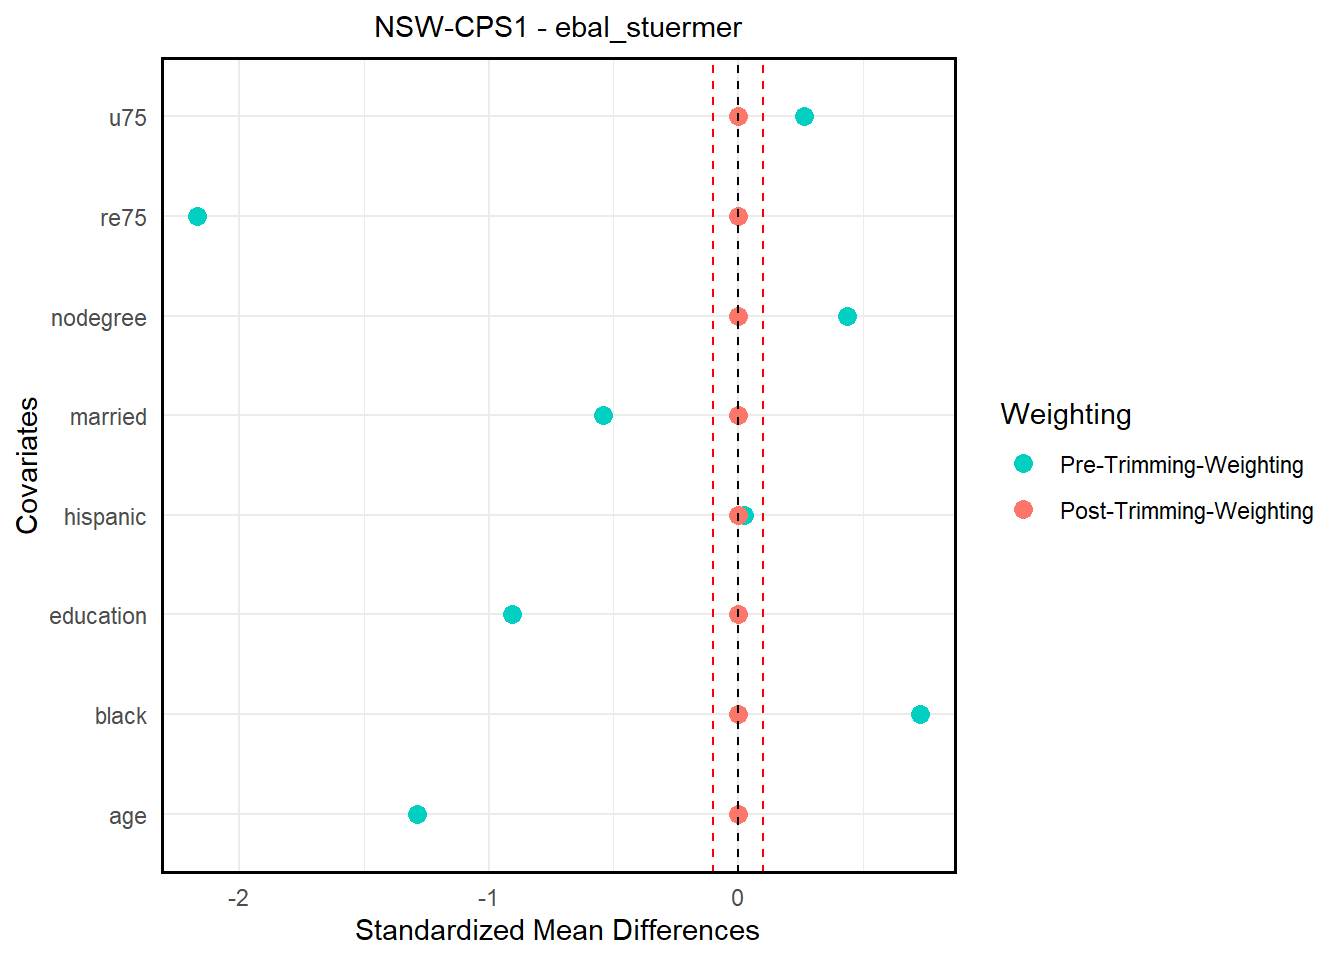 NSW-CPS1 - ebal_stuermer
u75
re75
nodegree
married
hispanic
education
black
age
Covariates
-2 -1 0
Standardized Mean Differences
Weighting
Pre-Trimming-Weighting
Post-Trimming-Weighting